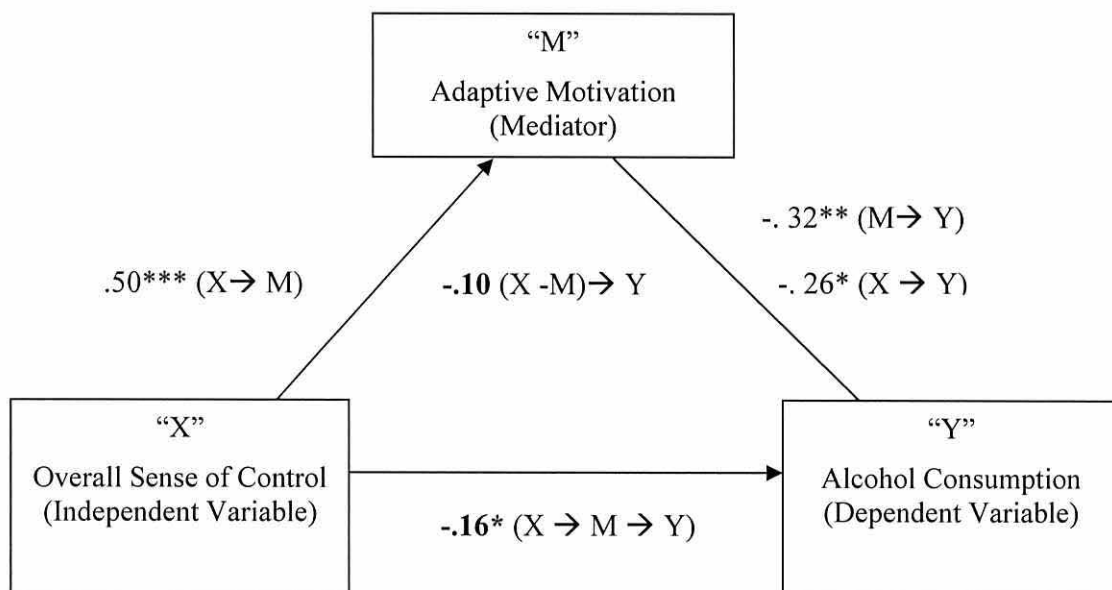 “M”
Adaptive Motivation
(Mediator)
-. 32** (M→ Y)
.50*** (X→ M)
-.10 (X -M)→ Y
-. 26* (X → Y)
“X”
Overall Sense of Control
(Independent Variable)
“Y”
Alcohol Consumption
(Dependent Variable)
-.16* (X → M → Y)